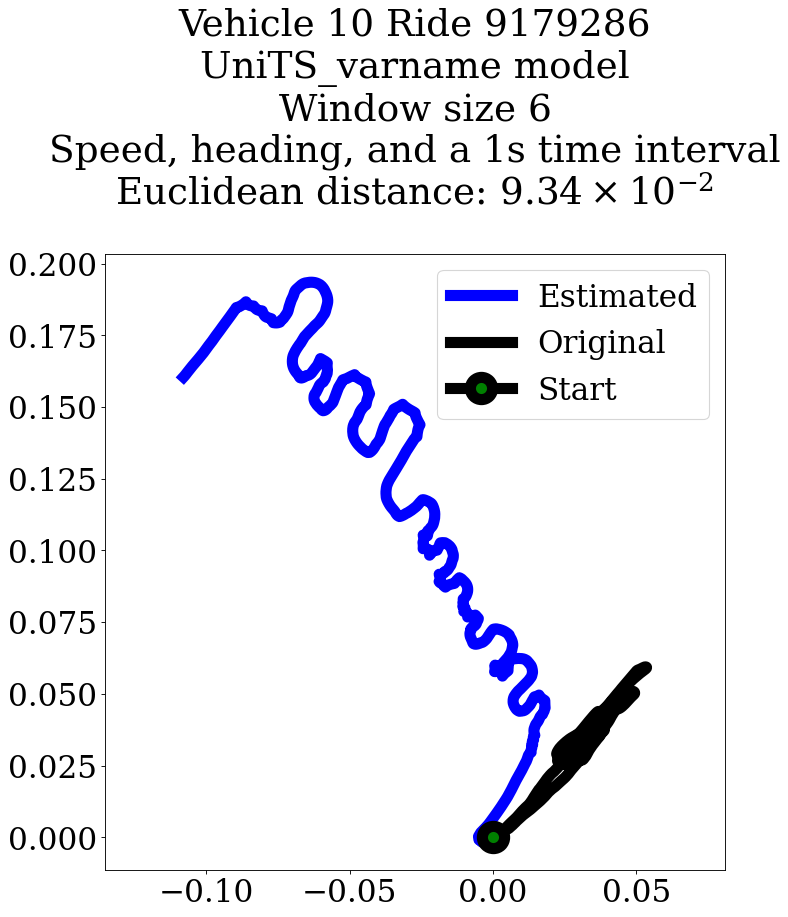 Vehicle 10 Ride 9179286
UniTS_varname model
Window size 6
Speed, heading, and a 1s time interval
Euclidean distance: 9.34 × 10⁻²
0.200
0.175
0.150
0.125
0.100
0.075
0.050
0.025
0.000
Estimated
Original
Start
−0.10
−0.05
0.00
0.05